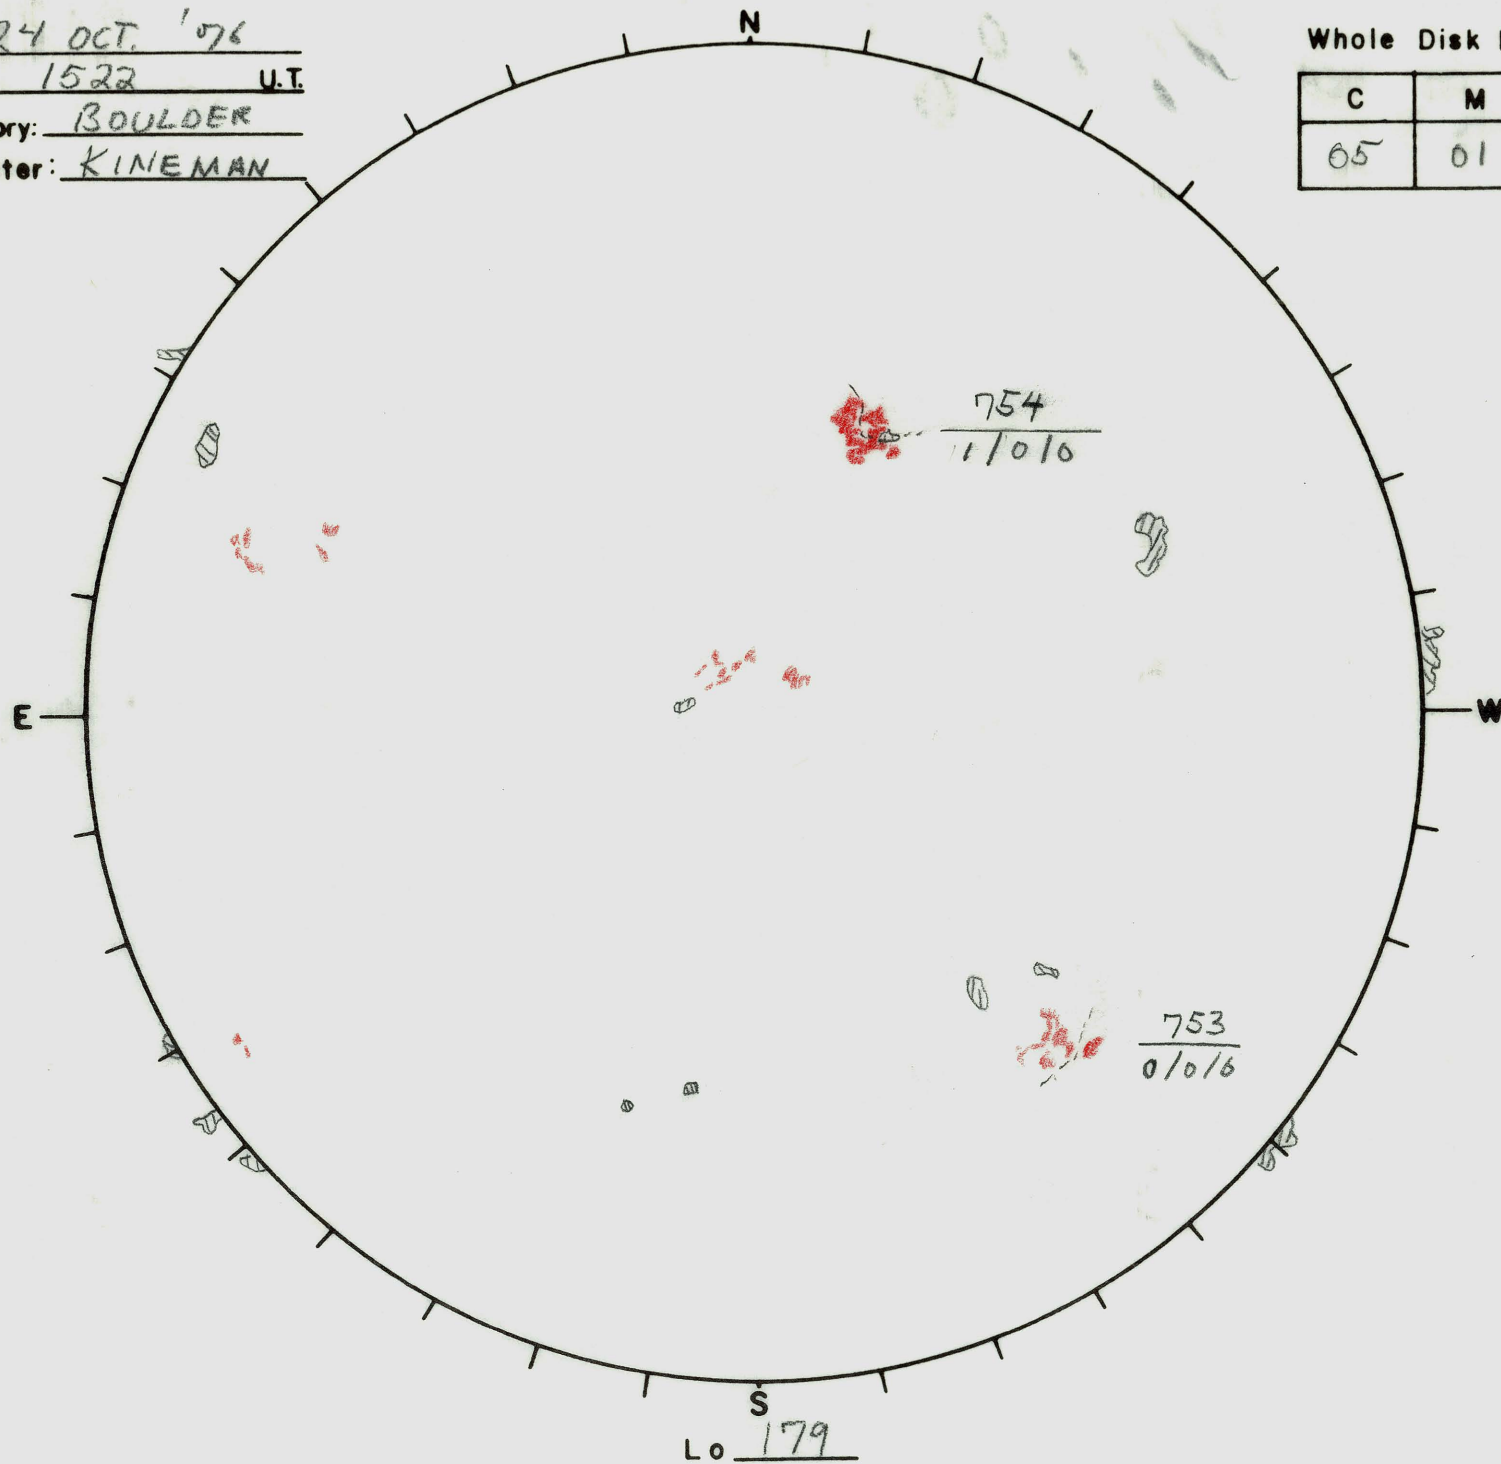 24 OCT. '76
1522 U.T.
ory: BOULDER
ter: KINEMAN
N
Whole Disk
C M
05 01
754
1/0/0
E
W
753
0/0/0
S
Lo 179